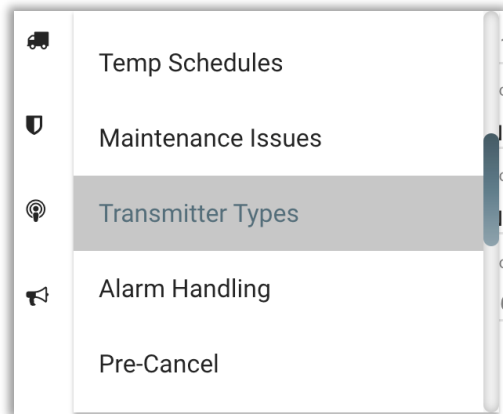 Temp Schedules
Maintenance Issues
Transmitter Types
Alarm Handling
Pre-Cancel